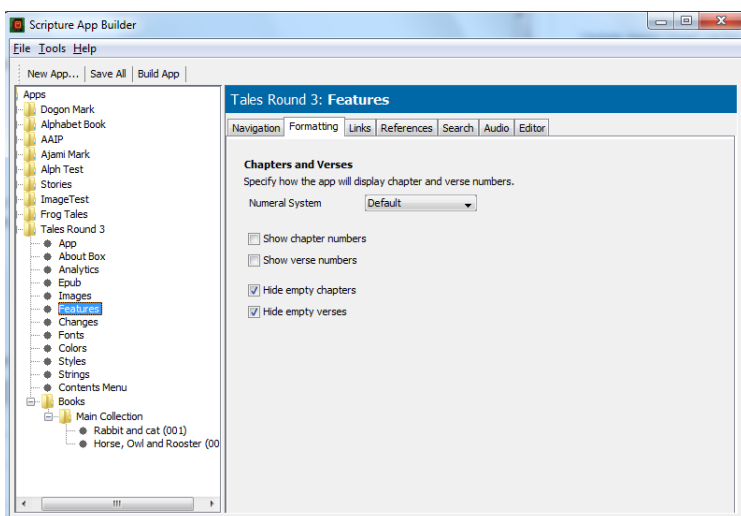 Scripture App Builder
File Tools Help
New App... Save All Build App
Apps
Dogon Mark
Alphabet Book
AAIP
Ajami Mark
Alph Test
Stories
ImageTest
Frog Tales
Tales Round 3
App
About Box
Analytics
Epub
Images
Features
Changes
Fonts
Colors
Styles
Strings
Contents Menu
Books
Main Collection
Rabbit and cat (001)
Horse, Owl and Rooster (00
Tales Round 3: Features
Navigation Formatting Links References Search Audio Editor
Chapters and Verses
Specify how the app will display chapter and verse numbers.
Numeral System Default
Show chapter numbers
Show verse numbers
Hide empty chapters
Hide empty verses